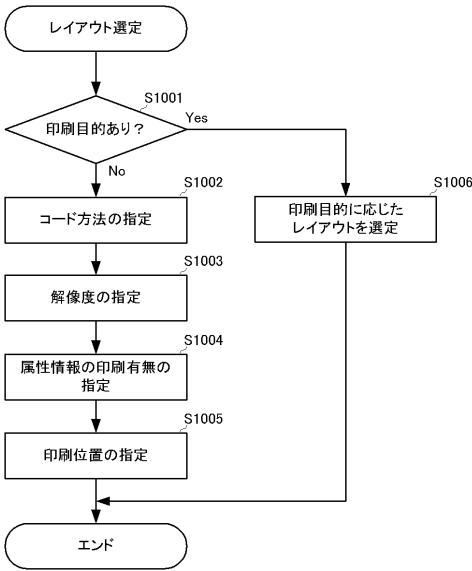 レイアウト選定
S1001
印刷目的あり？
Yes
No
S1002
コード方法の指定
S1006
印刷目的に応じた
レイアウトを選定
S1003
解像度の指定
S1004
属性情報の印刷有無の
指定
S1005
印刷位置の指定
エンド